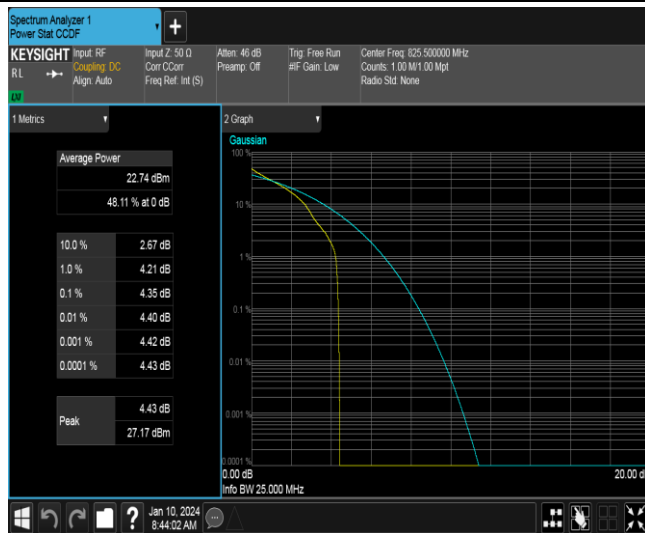 Spectrum Analyzer 1
Power Stat CCDF
+
KEYSIGHT
RL
Input: RF
Coupling: DC
Align: Auto
Input Z: 50 Ω
Corr CCorr
Freq Ref: Int (S)
Atten: 46 dB
Preamp: Off
Trig: Free Run
#IF Gain: Low
Center Freq: 825.500000 MHz
Counts: 1.00 M/1.00 Mpt
Radio Std: None
1 Metrics
Average Power
22.74 dBm
48.11 % at 0 dB
10.0 % 2.67 dB
1.0 % 4.21 dB
0.1 % 4.35 dB
0.01 % 4.40 dB
0.001 % 4.42 dB
0.0001 % 4.43 dB
Peak
4.43 dB
27.17 dBm
2 Graph
Gaussian
100 %
10 %
1 %
0.1 %
0.01 %
0.001 %
0.0001 %
0.00 dB
20.00 d
Info BW 25.000 MHz
?
Jan 10, 2024
8:44:02 AM